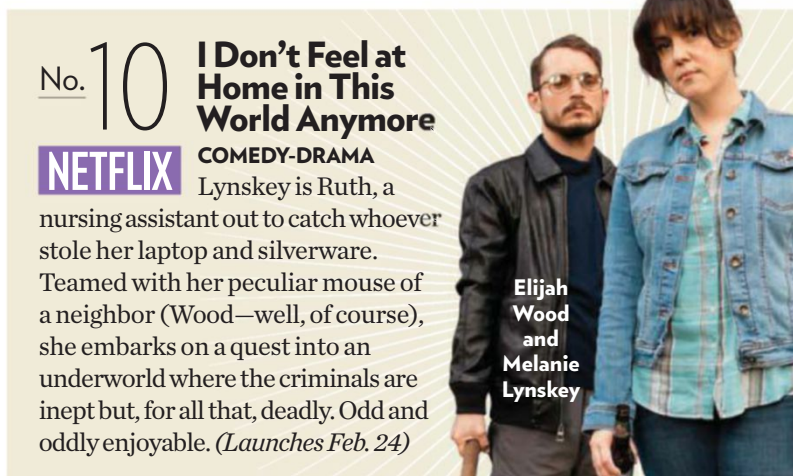 No. 10
I Don't Feel at
Home in This
World Anymore
NETFLIX
COMEDY-DRAMA
Lynskey is Ruth, a
nursing assistant out to catch whoever
stole her laptop and silverware.
Teamed with her peculiar mouse of
a neighbor (Wood—well, of course),
she embarks on a quest into an
underworld where the criminals are
inept but, for all that, deadly. Odd and
oddly enjoyable. (Launches Feb. 24)
Elijah
Wood
and
Melanie
Lynskey